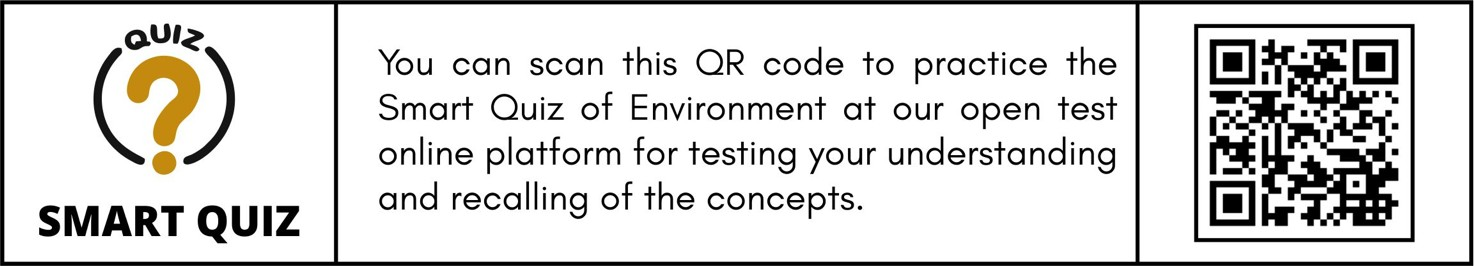 QUIZ
SMART QUIZ
You can scan this QR code to practice the
Smart Quiz of Environment at our open test
online platform for testing your understanding
and recalling of the concepts.